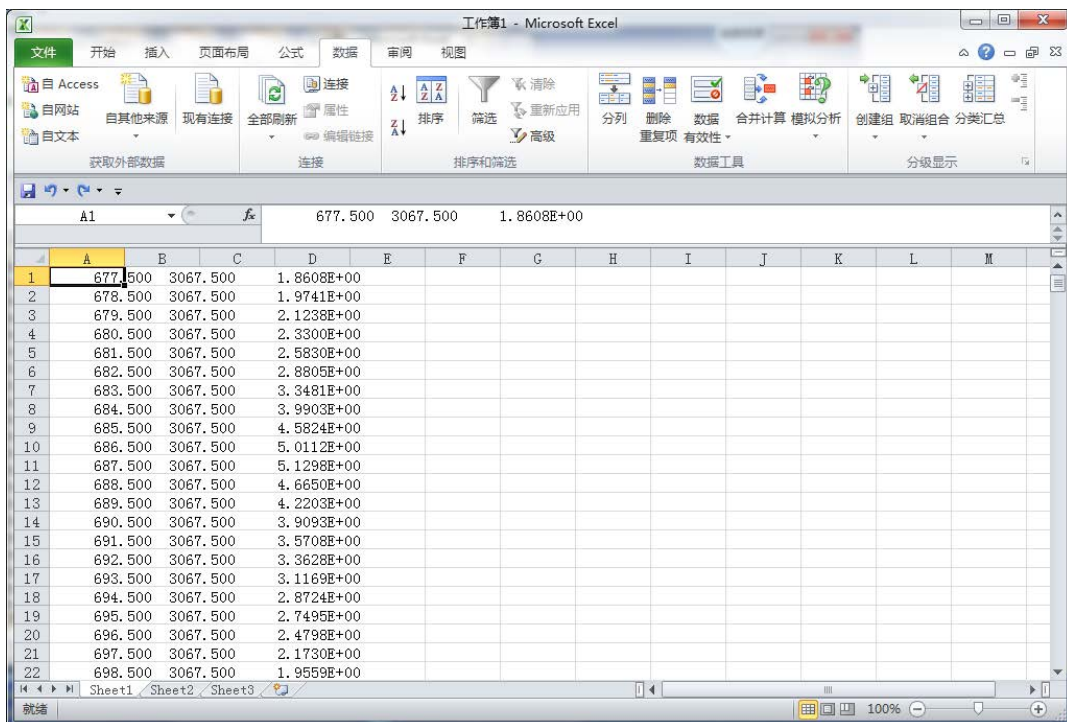 工作簿1 - Microsoft Excel
文件 开始 插入 页面布局 公式 数据 审阅 视图
自 Access
自网站
自文本
自其他来源
现有连接
获取外部数据
全部刷新
连接
属性
编辑链接
连接
排序
筛选
清除
重新应用
高级
排序和筛选
分列
删除
重复项
数据
有效性
合并计算
模拟分析
数据工具
创建组
取消组合
分类汇总
分级显示
A1 fx 677.500 3067.500 1.8608E+00
A B C D E F G H I J K L M
1 677.500 3067.500 1.8608E+00
2 678.500 3067.500 1.9741E+00
3 679.500 3067.500 2.1238E+00
4 680.500 3067.500 2.3300E+00
5 681.500 3067.500 2.5830E+00
6 682.500 3067.500 2.8805E+00
7 683.500 3067.500 3.3481E+00
8 684.500 3067.500 3.9903E+00
9 685.500 3067.500 4.5824E+00
10 686.500 3067.500 5.0112E+00
11 687.500 3067.500 5.1298E+00
12 688.500 3067.500 4.6650E+00
13 689.500 3067.500 4.2203E+00
14 690.500 3067.500 3.9093E+00
15 691.500 3067.500 3.5708E+00
16 692.500 3067.500 3.3628E+00
17 693.500 3067.500 3.1169E+00
18 694.500 3067.500 2.8724E+00
19 695.500 3067.500 2.7495E+00
20 696.500 3067.500 2.4798E+00
21 697.500 3067.500 2.1730E+00
22 698.500 3067.500 1.9559E+00
Sheet1 Sheet2 Sheet3
就绪 100%